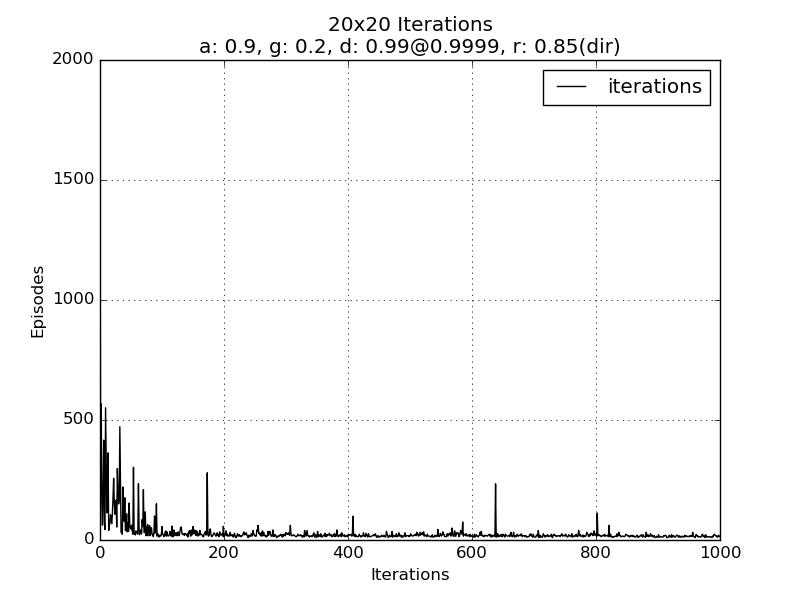 20x20 Iterations
a: 0.9, g: 0.2, d: 0.99@0.9999, r: 0.85(dir)
iterations
2000
1500
1000
500
0
Episodes
0 200 400 600 800 1000
Iterations